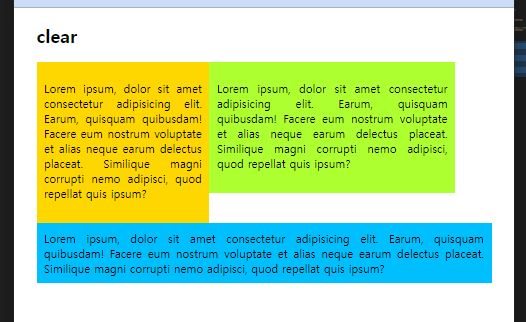 clear
Lorem ipsum, dolor sit amet
consectetur adipisicing elit.
Earum, quisquam quibusdam!
Facere eum nostrum voluptate
et alias neque earum delectus
placeat. Similique magni
corrupti nemo adipisci, quod
repellat quis ipsum?
Lorem ipsum, dolor sit amet consectetur
adipisicing elit. Earum, quisquam
quibusdam! Facere eum nostrum voluptate
et alias neque earum delectus placeat.
Similique magni corrupti nemo adipisci,
quod repellat quis ipsum?
Lorem ipsum, dolor sit amet consectetur adipisicing elit. Earum, quisquam
quibusdam! Facere eum nostrum voluptate et alias neque earum delectus placeat.
Similique magni corrupti nemo adipisci, quod repellat quis ipsum?